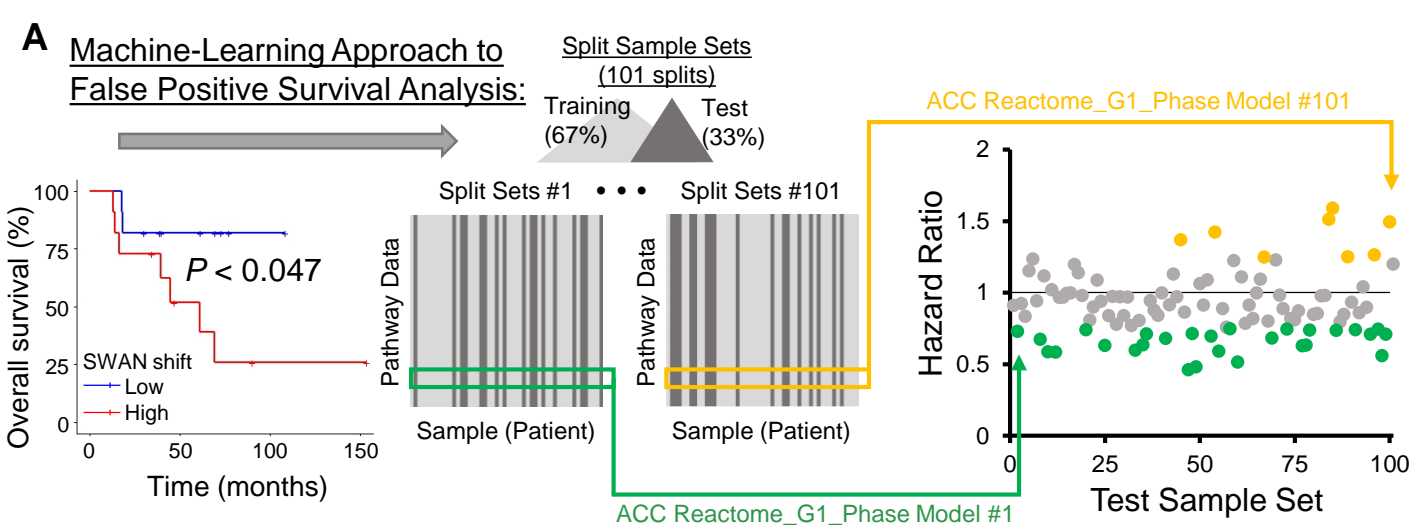 A
Machine-Learning Approach to
False Positive Survival Analysis:
Split Sample Sets
(101 splits)
Training
(67%)
Test
(33%)
Overall survival (%)
100
75
50
25
0
P < 0.047
SWAN shift
Low
High
0
50
100
150
Time (months)
Split Sets #1
• • •
Split Sets #101
Pathway Data
Sample (Patient)
Pathway Data
Sample (Patient)
ACC Reactome_G1_Phase Model #101
ACC Reactome_G1_Phase Model #1
Hazard Ratio
2
1.5
1
0.5
0
0
25
50
75
100
Test Sample Set